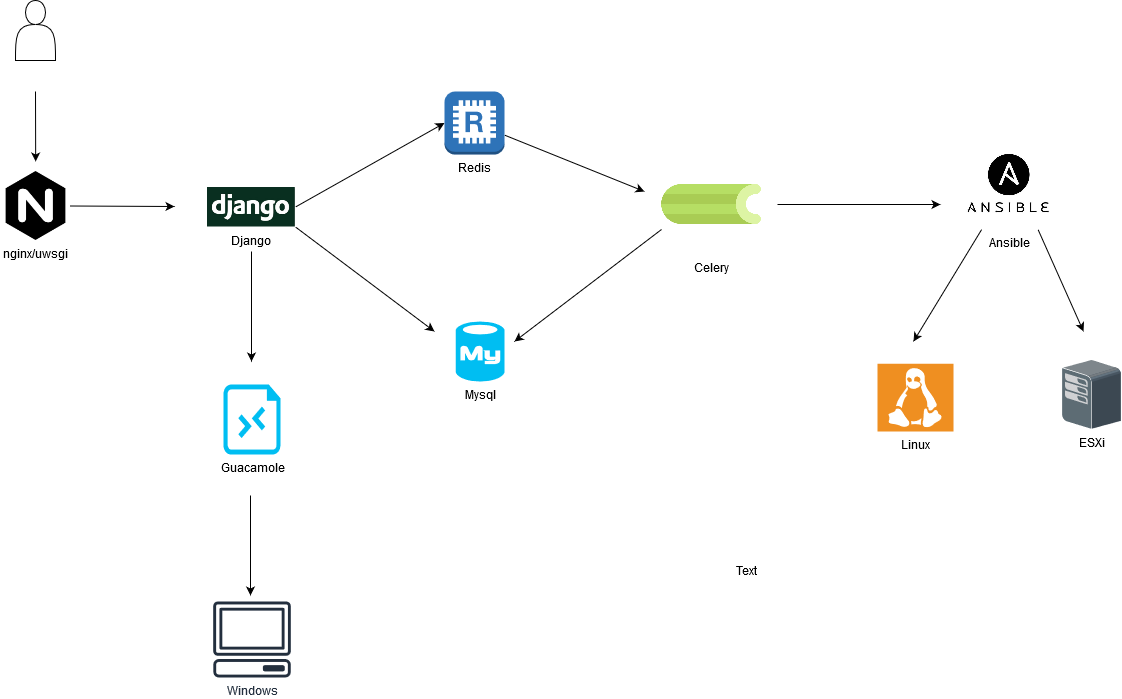 R
Redis
N
nginx/uwsgi
django
Django
ANSIBLE
Ansible
Celery
My
Mysql
Guacamole
Linux
ESXi
Text
Windows